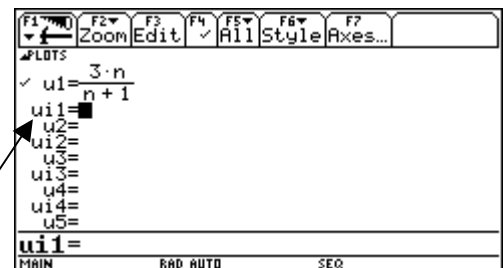 F1 F2 Zoom F3 Edit F4 ✓ F5 All F6 Style F7 Axes…
PLOTS
✓ u1=3·n
n + 1
ui1=
u2=
ui2=
u3=
ui3=
u4=
ui4=
u5=
ui1=
MAIN RAD AUTO SEQ